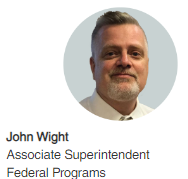 John Wight
Associate Superintendent
Federal Programs